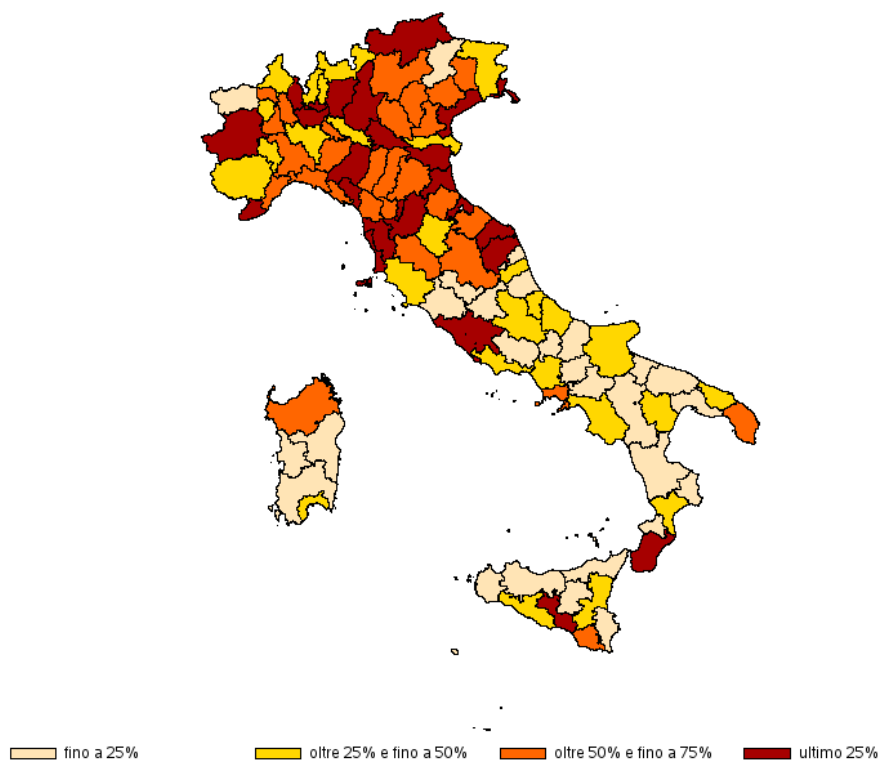 fino a 25%
oltre 25% e fino a 50%
oltre 50% e fino a 75%
ultimo 25%